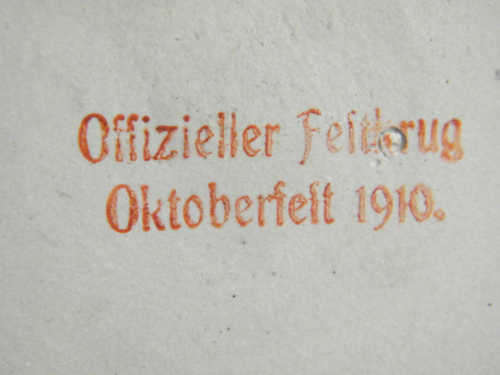 Offizieller Feſtkrug
Oktoberfeſt 1910.